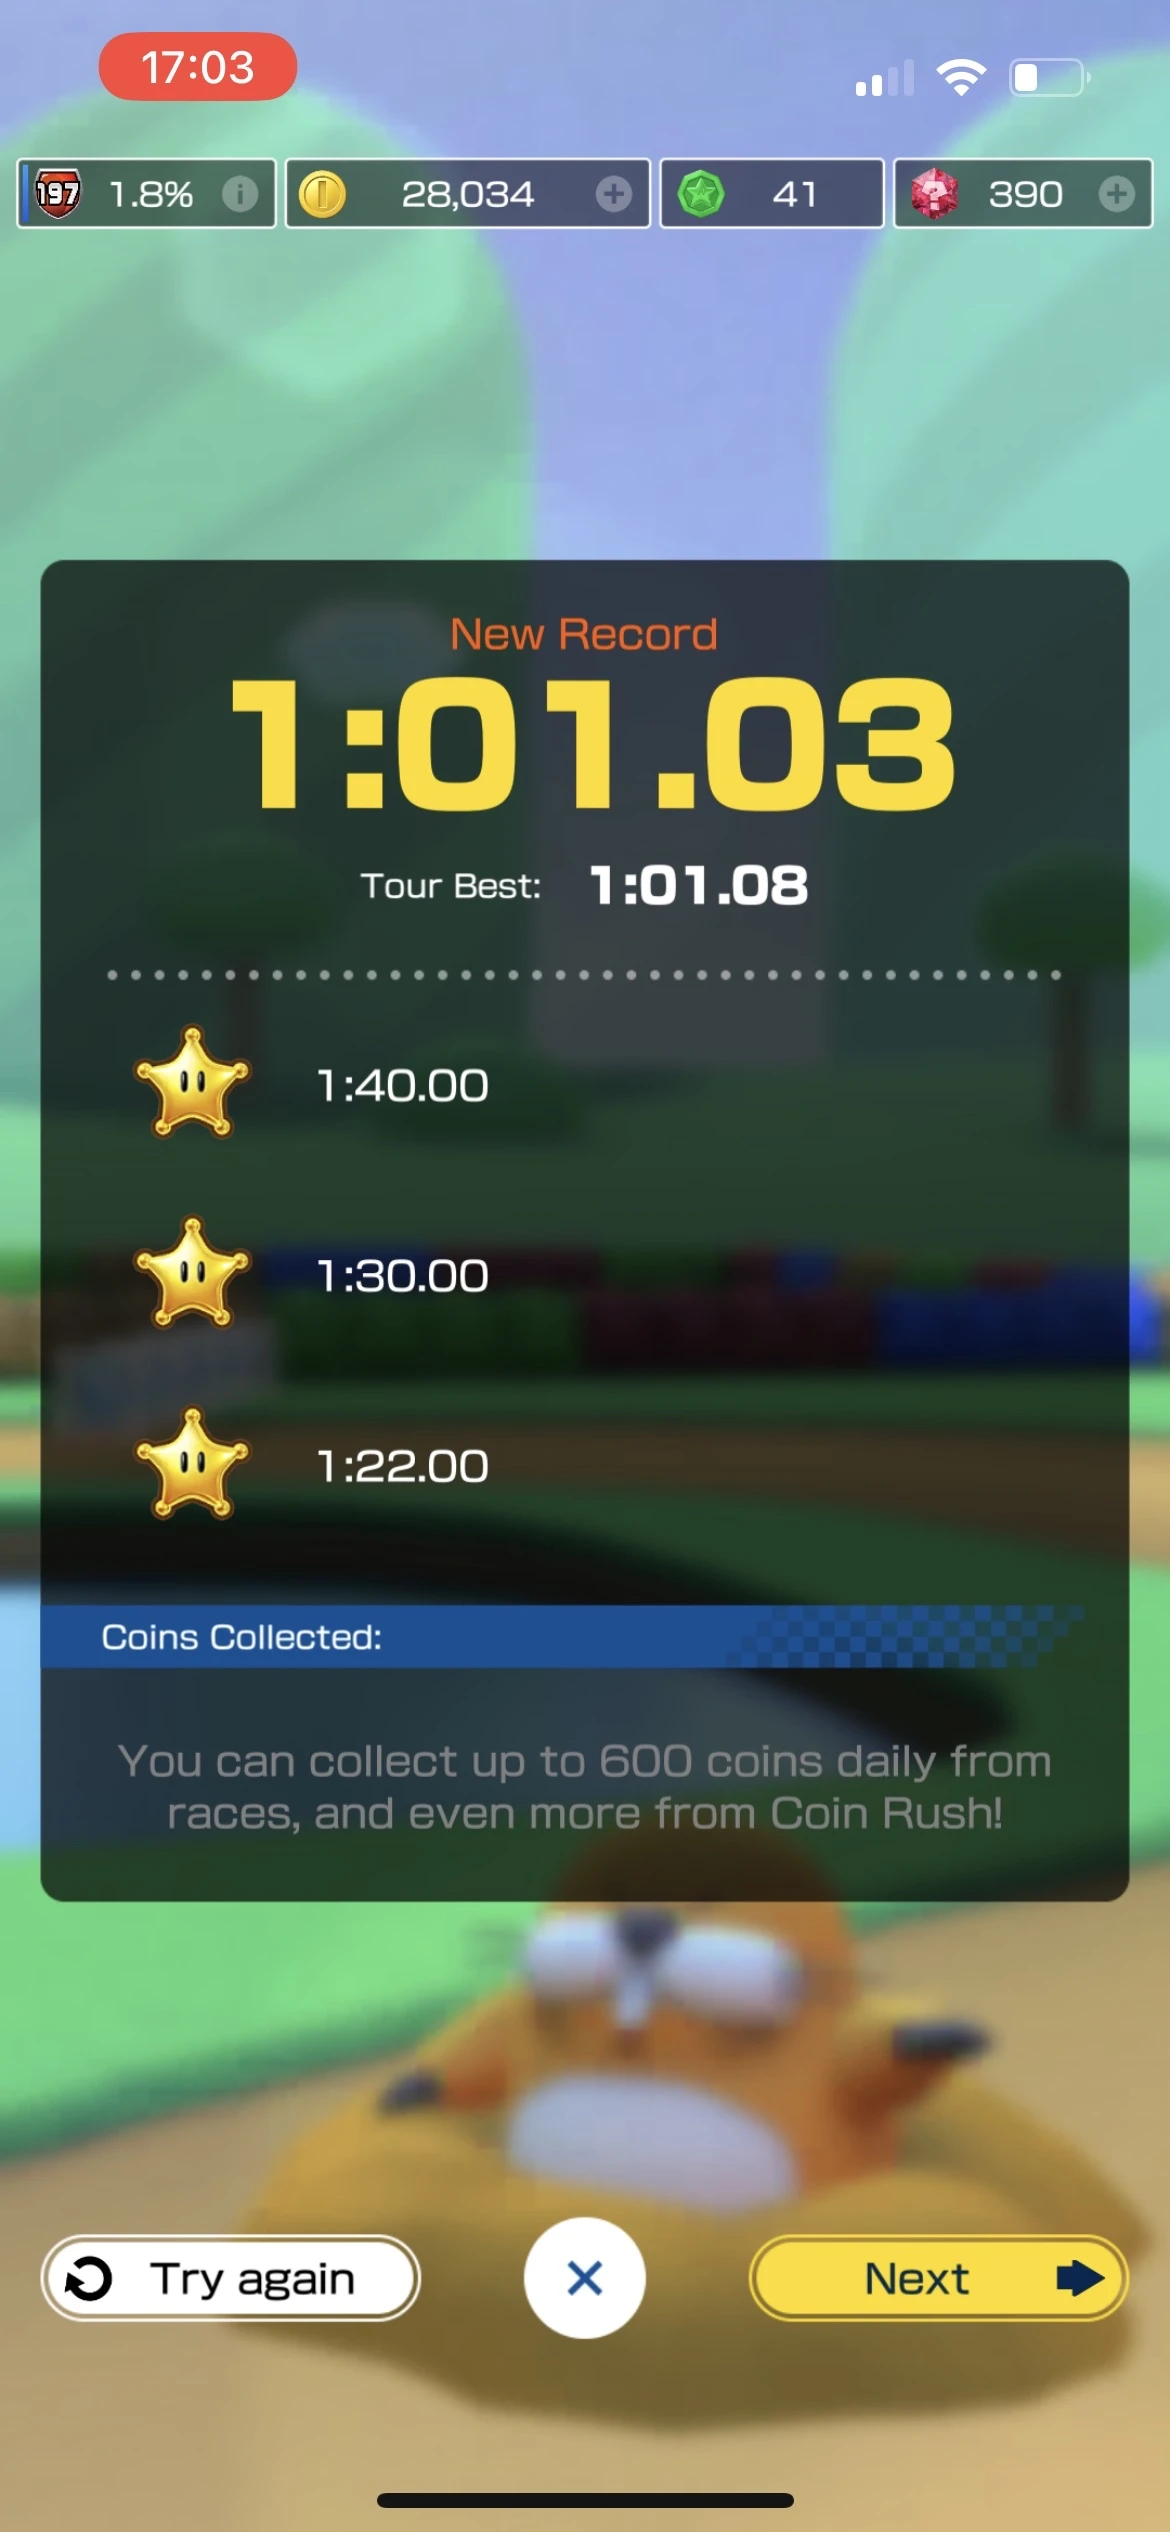 17:03
197 1.8% 28,034 41 390
New Record
1:01.03
Tour Best: 1:01.08
1:40.00
1:30.00
1:22.00
Coins Collected:
You can collect up to 600 coins daily from
races, and even more from Coin Rush!
Try again Next